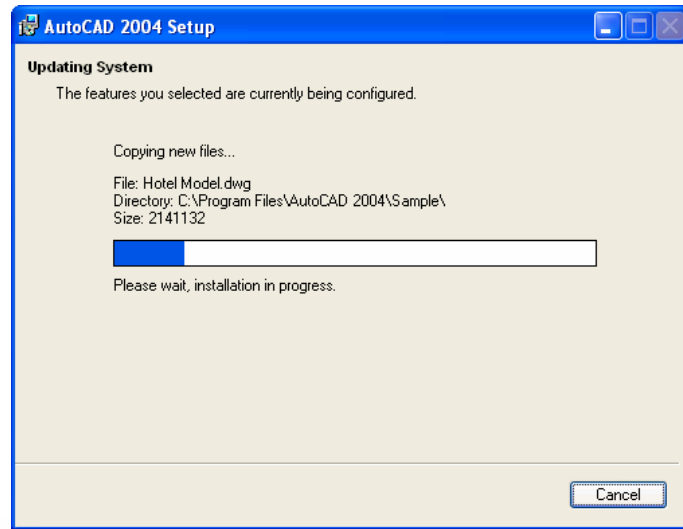 AutoCAD 2004 Setup
Updating System
The features you selected are currently being configured.
Copying new files...
File: Hotel Model.dwg
Directory: C:\Program Files\AutoCAD 2004\Sample\
Size: 2141132
Please wait, installation in progress.
Cancel